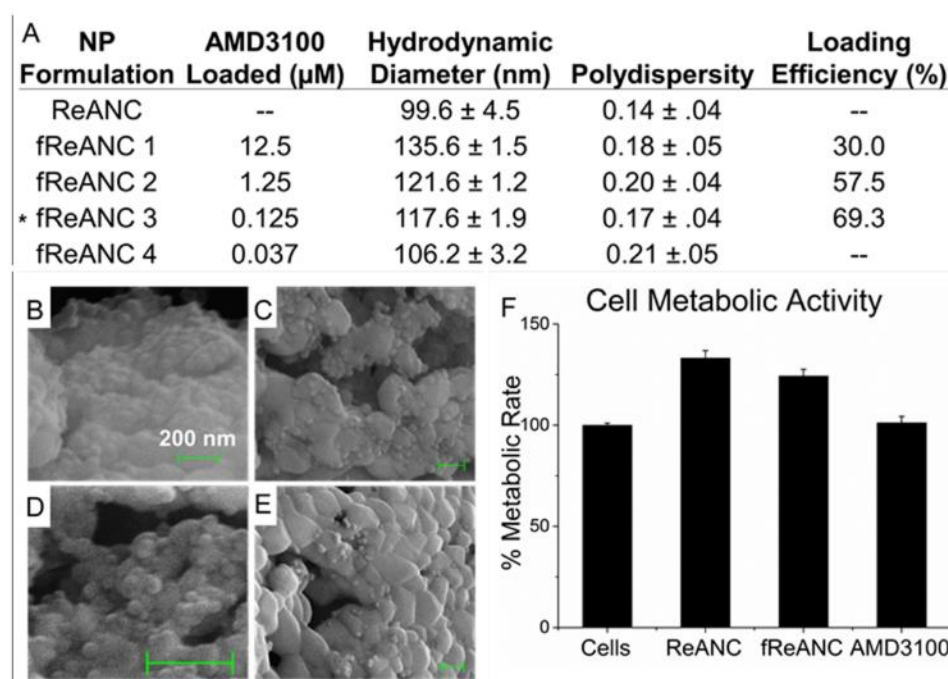 A
NP AMD3100 Hydrodynamic Loading
Formulation Loaded (µM) Diameter (nm) Polydispersity Efficiency (%)
ReANC -- 99.6 ± 4.5 0.14 ± .04 --
fReANC 1 12.5 135.6 ± 1.5 0.18 ± .05 30.0
fReANC 2 1.25 121.6 ± 1.2 0.20 ± .04 57.5
* fReANC 3 0.125 117.6 ± 1.9 0.17 ± .04 69.3
fReANC 4 0.037 106.2 ± 3.2 0.21 ±.05 --
B
200 nm
C
D
E
F
Cell Metabolic Activity
% Metabolic Rate
150
100
50
0
Cells ReANC fReANC AMD3100